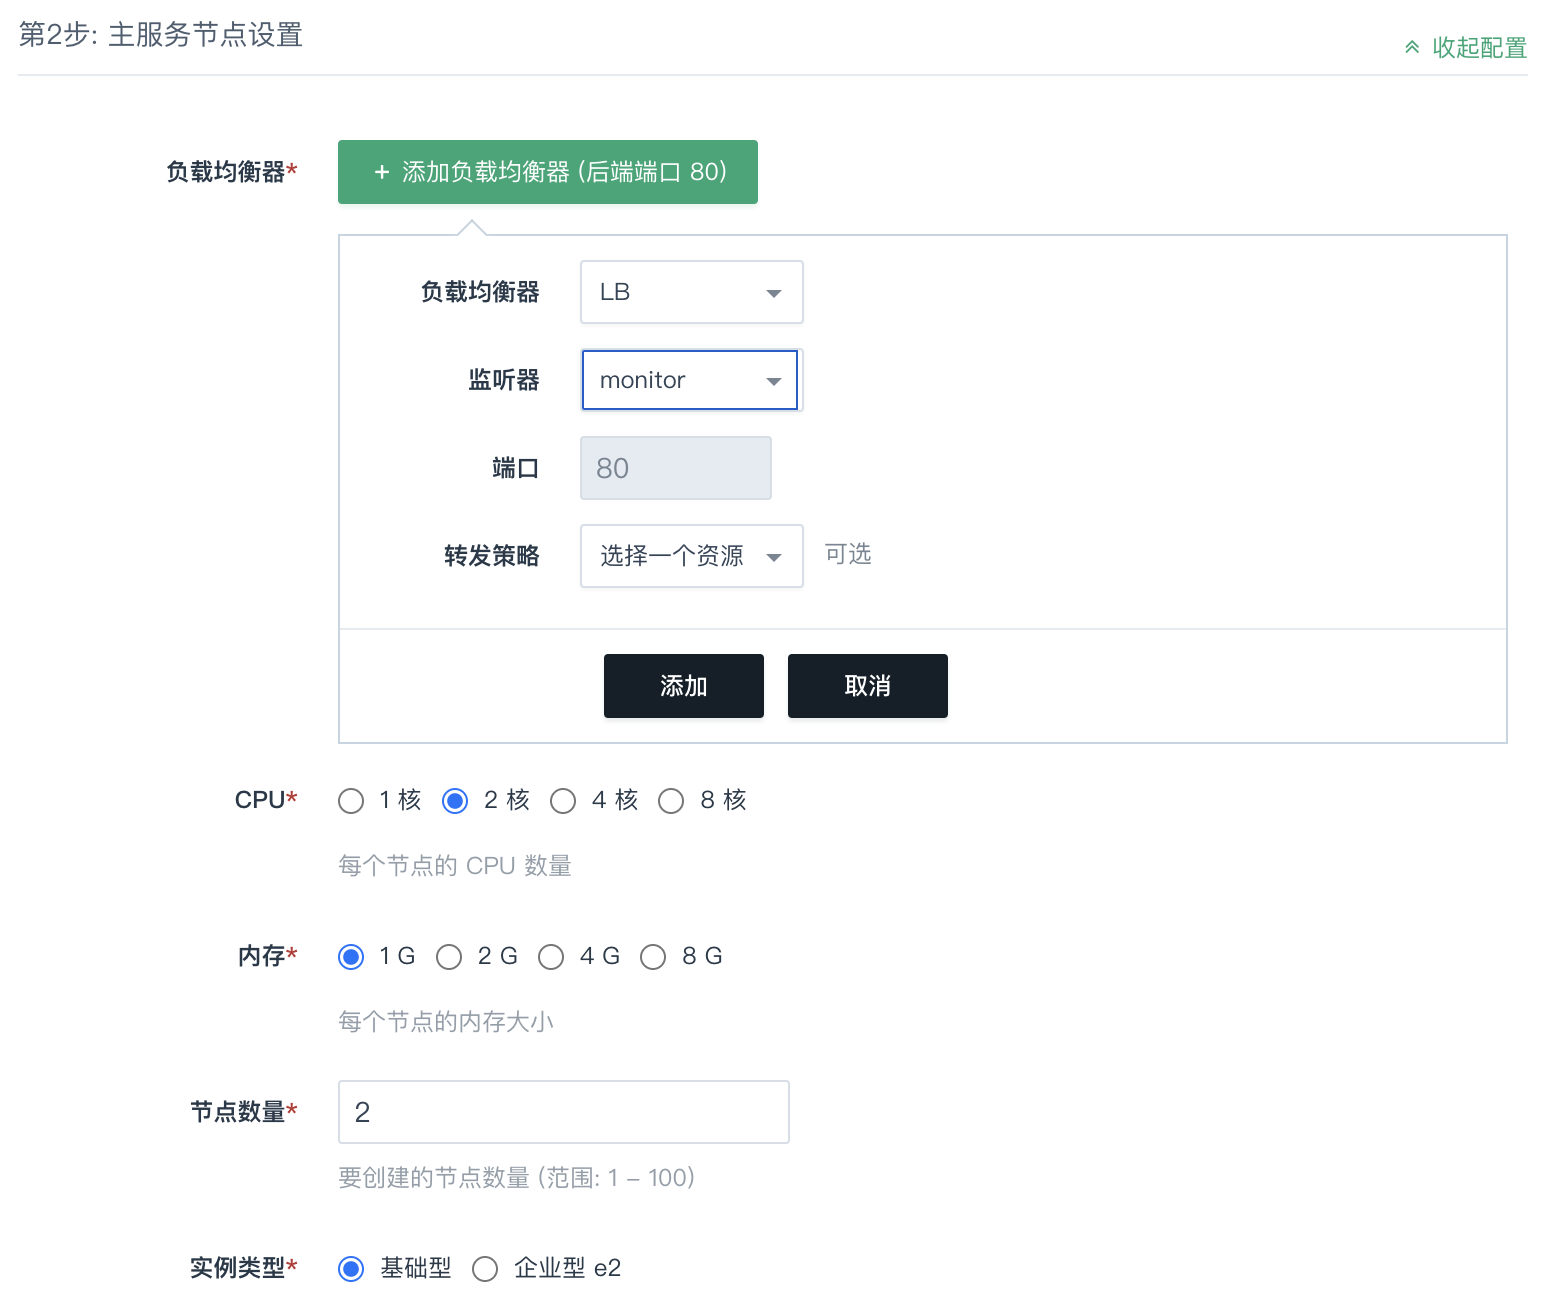 第2步: 主服务节点设置
收起配置
负载均衡器*
+ 添加负载均衡器 (后端端口 80)
负载均衡器 LB
监听器 monitor
端口 80
转发策略 选择一个资源 可选
添加 取消
CPU* 1 核 2 核 4 核 8 核
每个节点的 CPU 数量
内存* 1 G 2 G 4 G 8 G
每个节点的内存大小
节点数量* 2
要创建的节点数量 (范围: 1 – 100)
实例类型* 基础型 企业型 e2